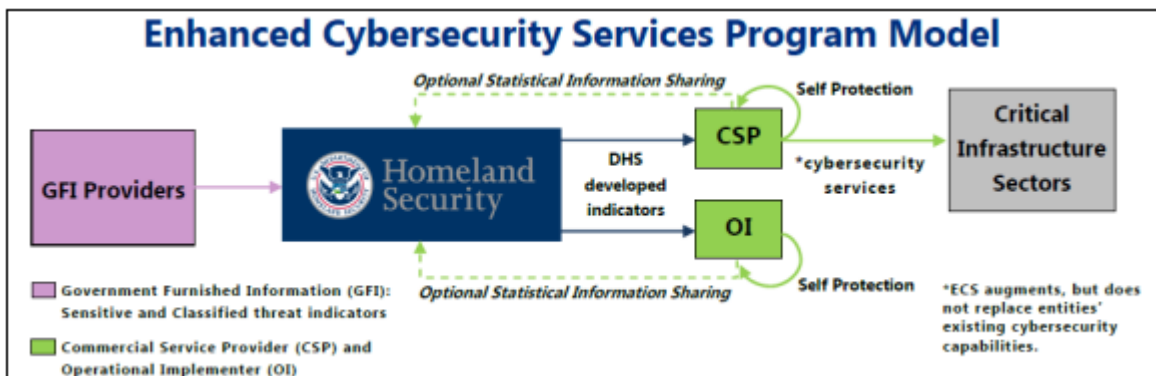 Enhanced Cybersecurity Services Program Model
Optional Statistical Information Sharing
Self Protection
GFI Providers
Homeland
Security
DHS
developed
indicators
CSP
*cybersecurity
services
Critical
Infrastructure
Sectors
OI
Optional Statistical Information Sharing
Self Protection
Government Furnished Information (GFI):
Sensitive and Classified threat indicators
Commercial Service Provider (CSP) and
Operational Implementer (OI)
*ECS augments, but does
not replace entities'
existing cybersecurity
capabilities.